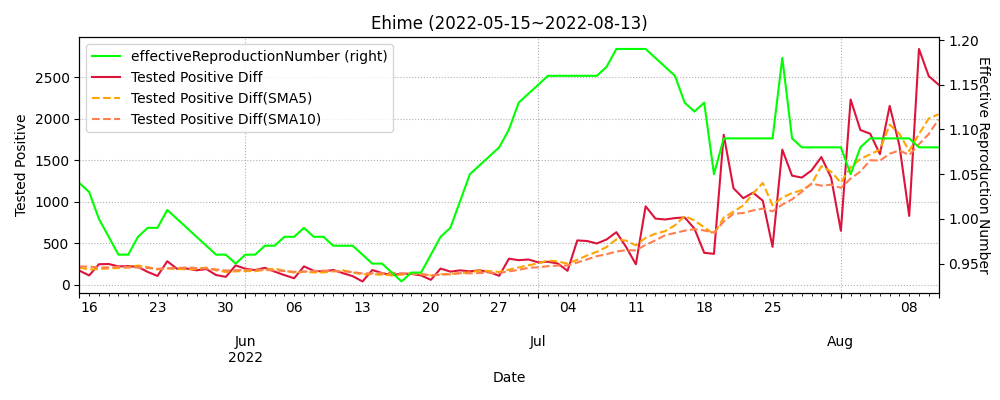 Ehime (2022-05-15~2022-08-13)
effectiveReproductionNumber (right)
Tested Positive Diff
Tested Positive Diff(SMA5)
Tested Positive Diff(SMA10)
Tested Positive
2500
2000
1500
1000
500
0
1.20
1.15
1.10
1.05
1.00
0.95
Effective Reproduction Number
16 23 30 06 13 20 27 04 11 18 25 08
Jun Jul Aug
2022
Date